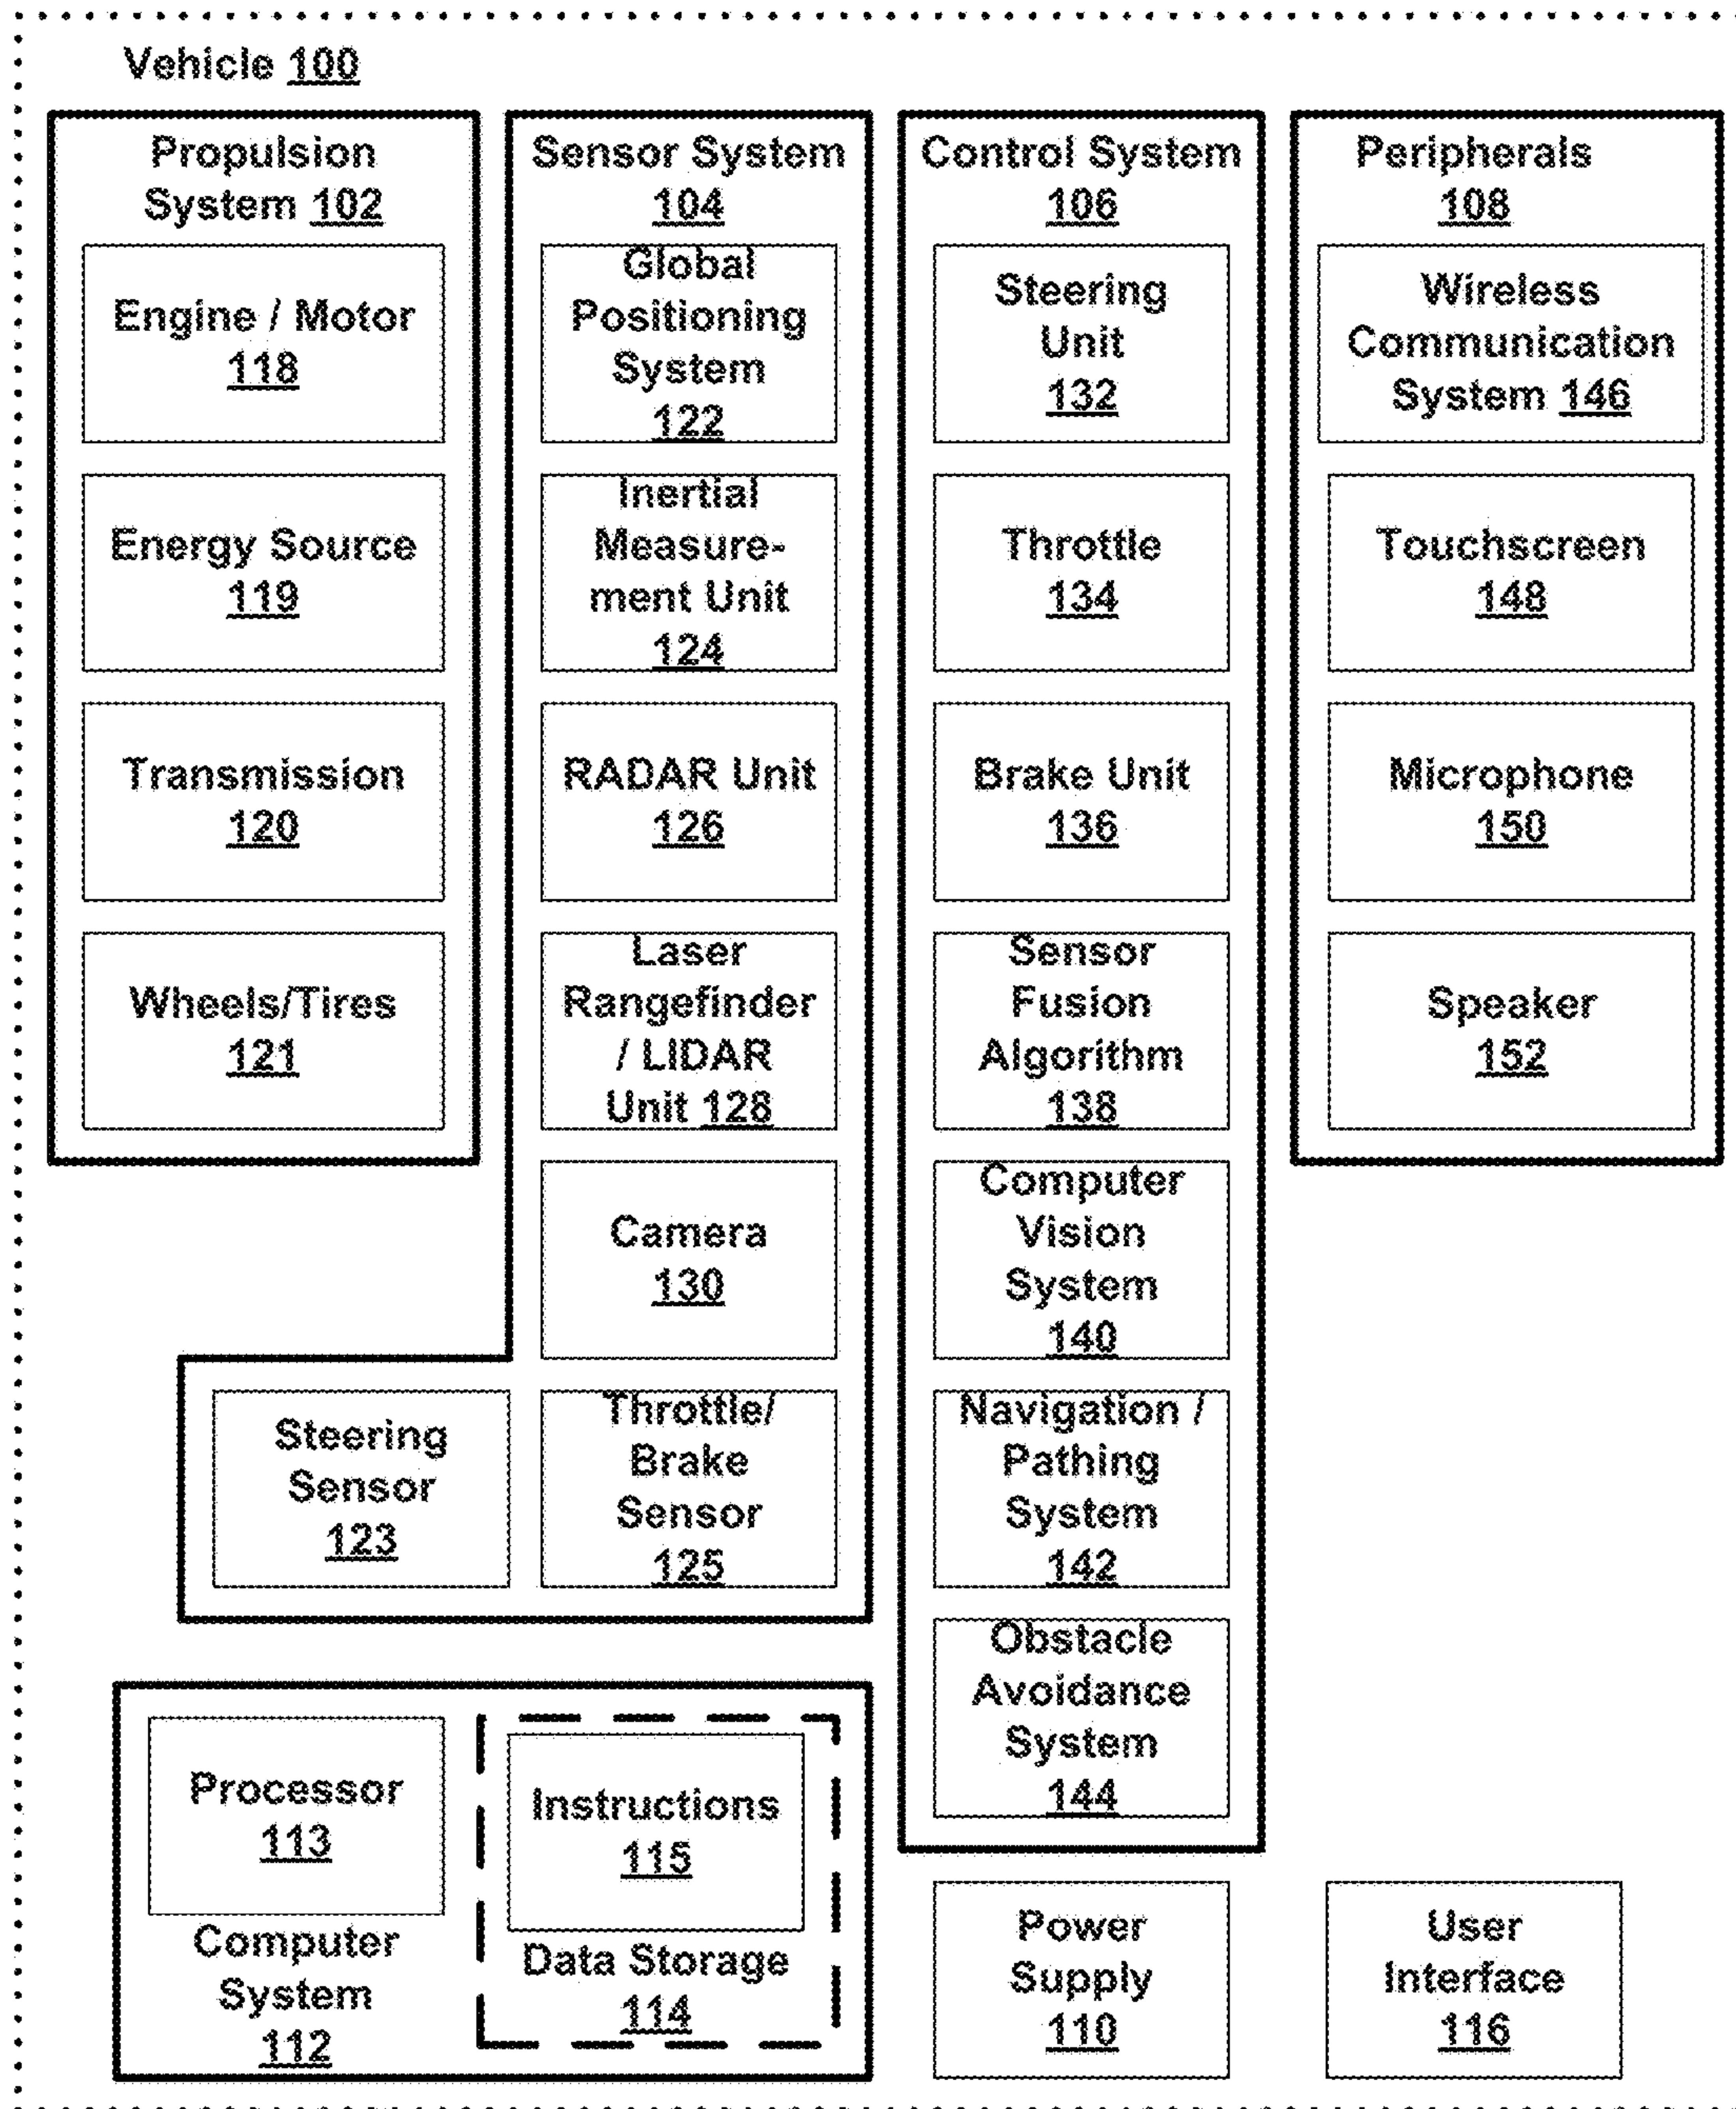 Vehicle 100
Propulsion
System 102
Engine / Motor
118
Energy Source
119
Transmission
120
Wheels/Tires
121
Sensor System
104
Global
Positioning
System
122
Inertial
Measure-
ment Unit
124
RADAR Unit
126
Laser
Rangefinder
/ LIDAR
Unit 128
Camera
130
Steering
Sensor
123
Throttle/
Brake
Sensor
125
Control System
106
Steering
Unit
132
Throttle
134
Brake Unit
136
Sensor
Fusion
Algorithm
138
Computer
Vision
System
140
Navigation /
Pathing
System
142
Obstacle
Avoidance
System
144
Peripherals
108
Wireless
Communication
System 146
Touchscreen
148
Microphone
150
Speaker
152
Processor
113
Computer
System
112
Instructions
115
Data Storage
114
Power
Supply
110
User
Interface
116